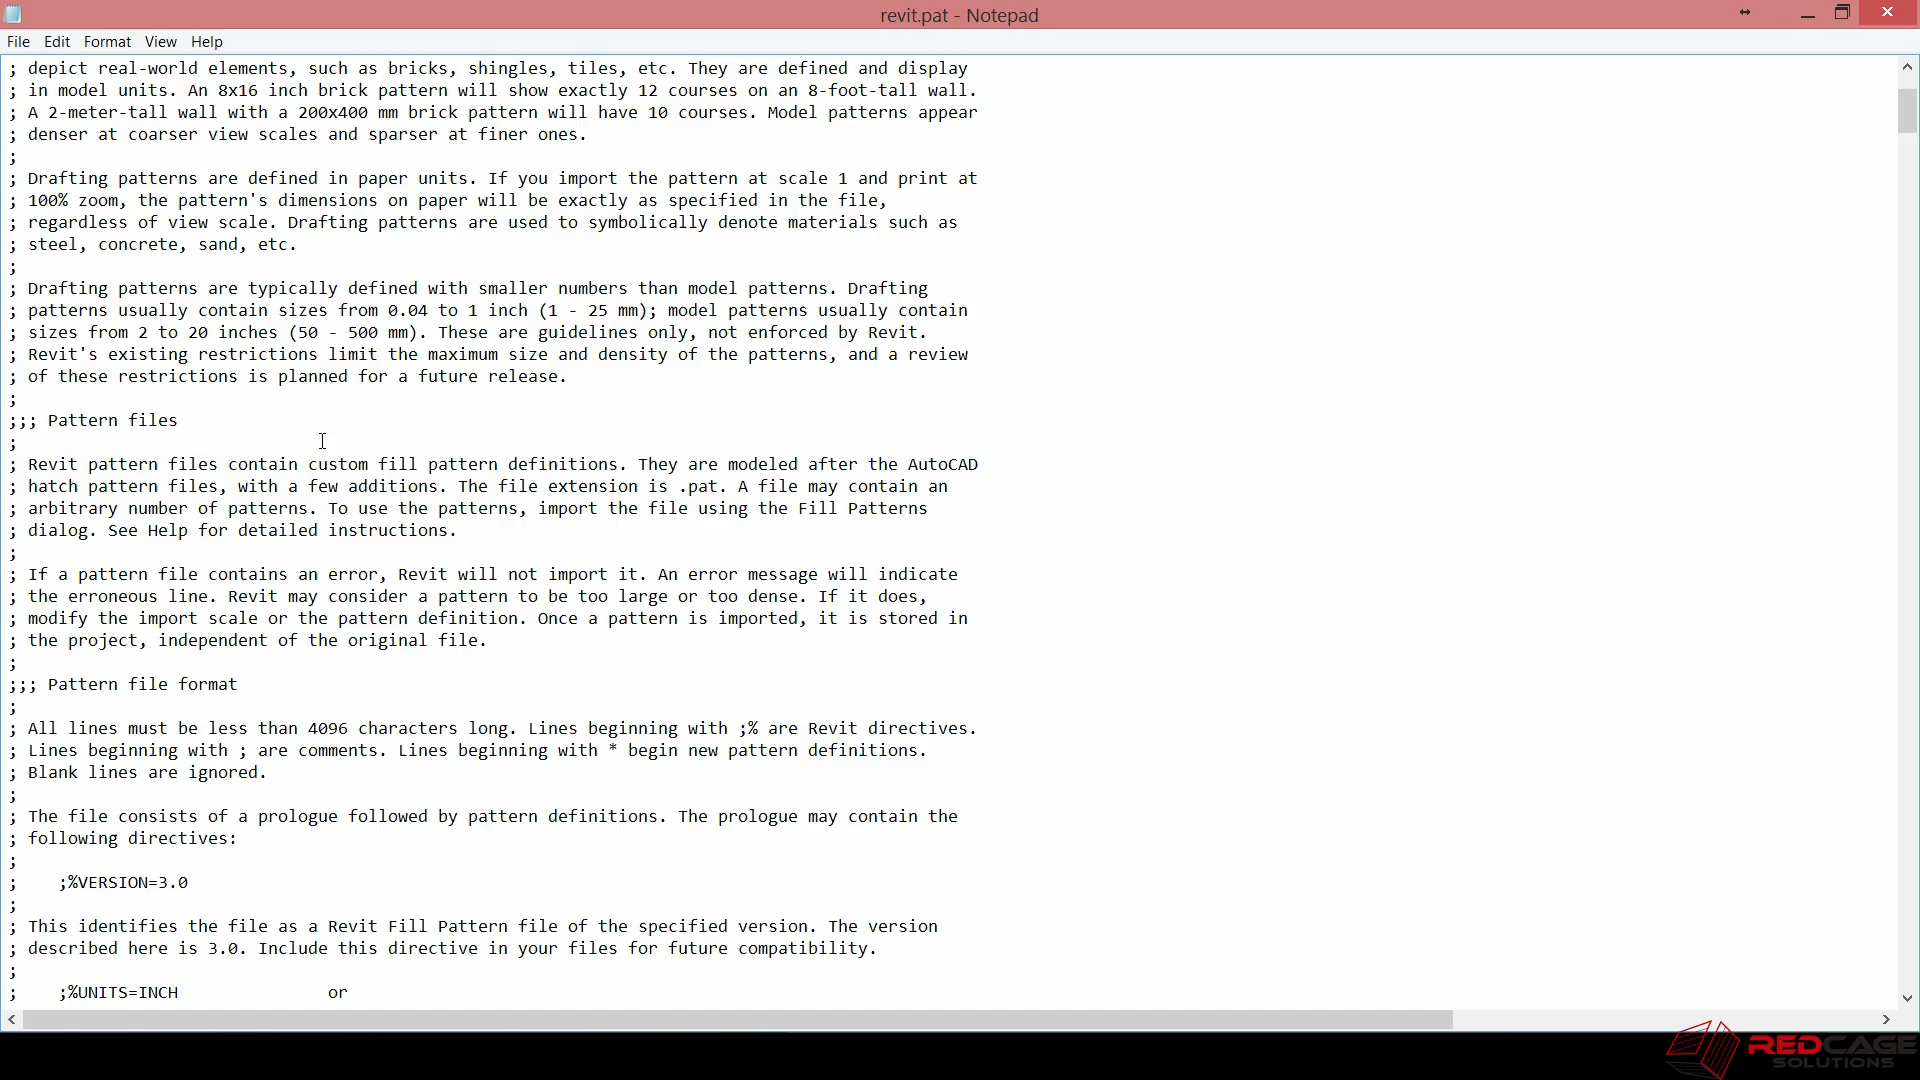 revit.pat - Notepad
File Edit Format View Help
; depict real-world elements, such as bricks, shingles, tiles, etc. They are defined and display
; in model units. An 8x16 inch brick pattern will show exactly 12 courses on an 8-foot-tall wall.
; A 2-meter-tall wall with a 200x400 mm brick pattern will have 10 courses. Model patterns appear
; denser at coarser view scales and sparser at finer ones.
;
; Drafting patterns are defined in paper units. If you import the pattern at scale 1 and print at
; 100% zoom, the pattern's dimensions on paper will be exactly as specified in the file,
; regardless of view scale. Drafting patterns are used to symbolically denote materials such as
; steel, concrete, sand, etc.
;
; Drafting patterns are typically defined with smaller numbers than model patterns. Drafting
; patterns usually contain sizes from 0.04 to 1 inch (1 - 25 mm); model patterns usually contain
; sizes from 2 to 20 inches (50 - 500 mm). These are guidelines only, not enforced by Revit.
; Revit's existing restrictions limit the maximum size and density of the patterns, and a review
; of these restrictions is planned for a future release.
;
;;; Pattern files
;
; Revit pattern files contain custom fill pattern definitions. They are modeled after the AutoCAD
; hatch pattern files, with a few additions. The file extension is .pat. A file may contain an
; arbitrary number of patterns. To use the patterns, import the file using the Fill Patterns
; dialog. See Help for detailed instructions.
;
; If a pattern file contains an error, Revit will not import it. An error message will indicate
; the erroneous line. Revit may consider a pattern to be too large or too dense. If it does,
; modify the import scale or the pattern definition. Once a pattern is imported, it is stored in
; the project, independent of the original file.
;
;;; Pattern file format
;
; All lines must be less than 4096 characters long. Lines beginning with ;% are Revit directives.
; Lines beginning with ; are comments. Lines beginning with * begin new pattern definitions.
; Blank lines are ignored.
;
; The file consists of a prologue followed by pattern definitions. The prologue may contain the
; following directives:
;
; ;%VERSION=3.0
;
; This identifies the file as a Revit Fill Pattern file of the specified version. The version
; described here is 3.0. Include this directive in your files for future compatibility.
;
; ;%UNITS=INCH or
REDCAGE
SOLUTIONS